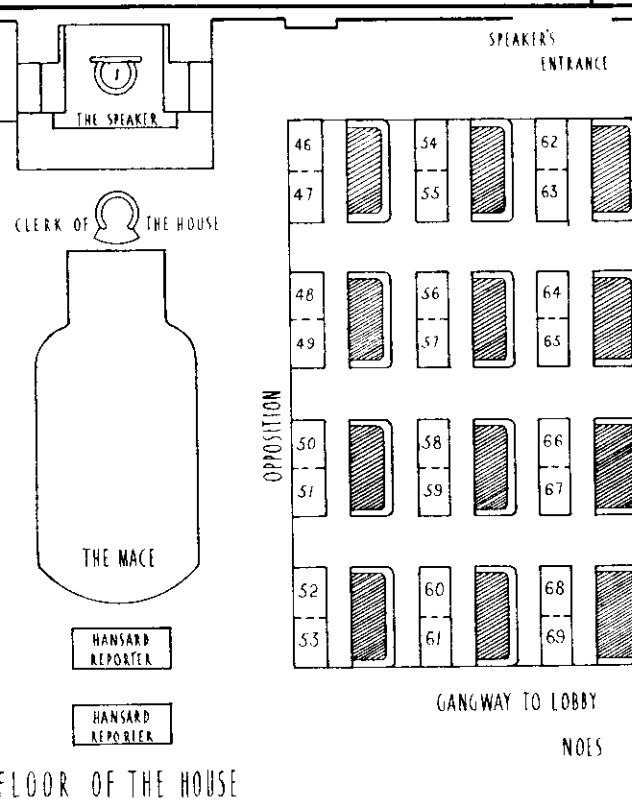 SPEAKER'S
ENTRANCE
1
THE SPEAKER
CLERK OF THE HOUSE
46 54 62
47 55 63
48 56 64
49 57 65
OPPOSITION
50 58 66
51 59 67
THE MACE
52 60 68
53 61 69
HANSARD
REPORTER
HANSARD
REPORTER
GANGWAY TO LOBBY
NOES
FLOOR OF THE HOUSE